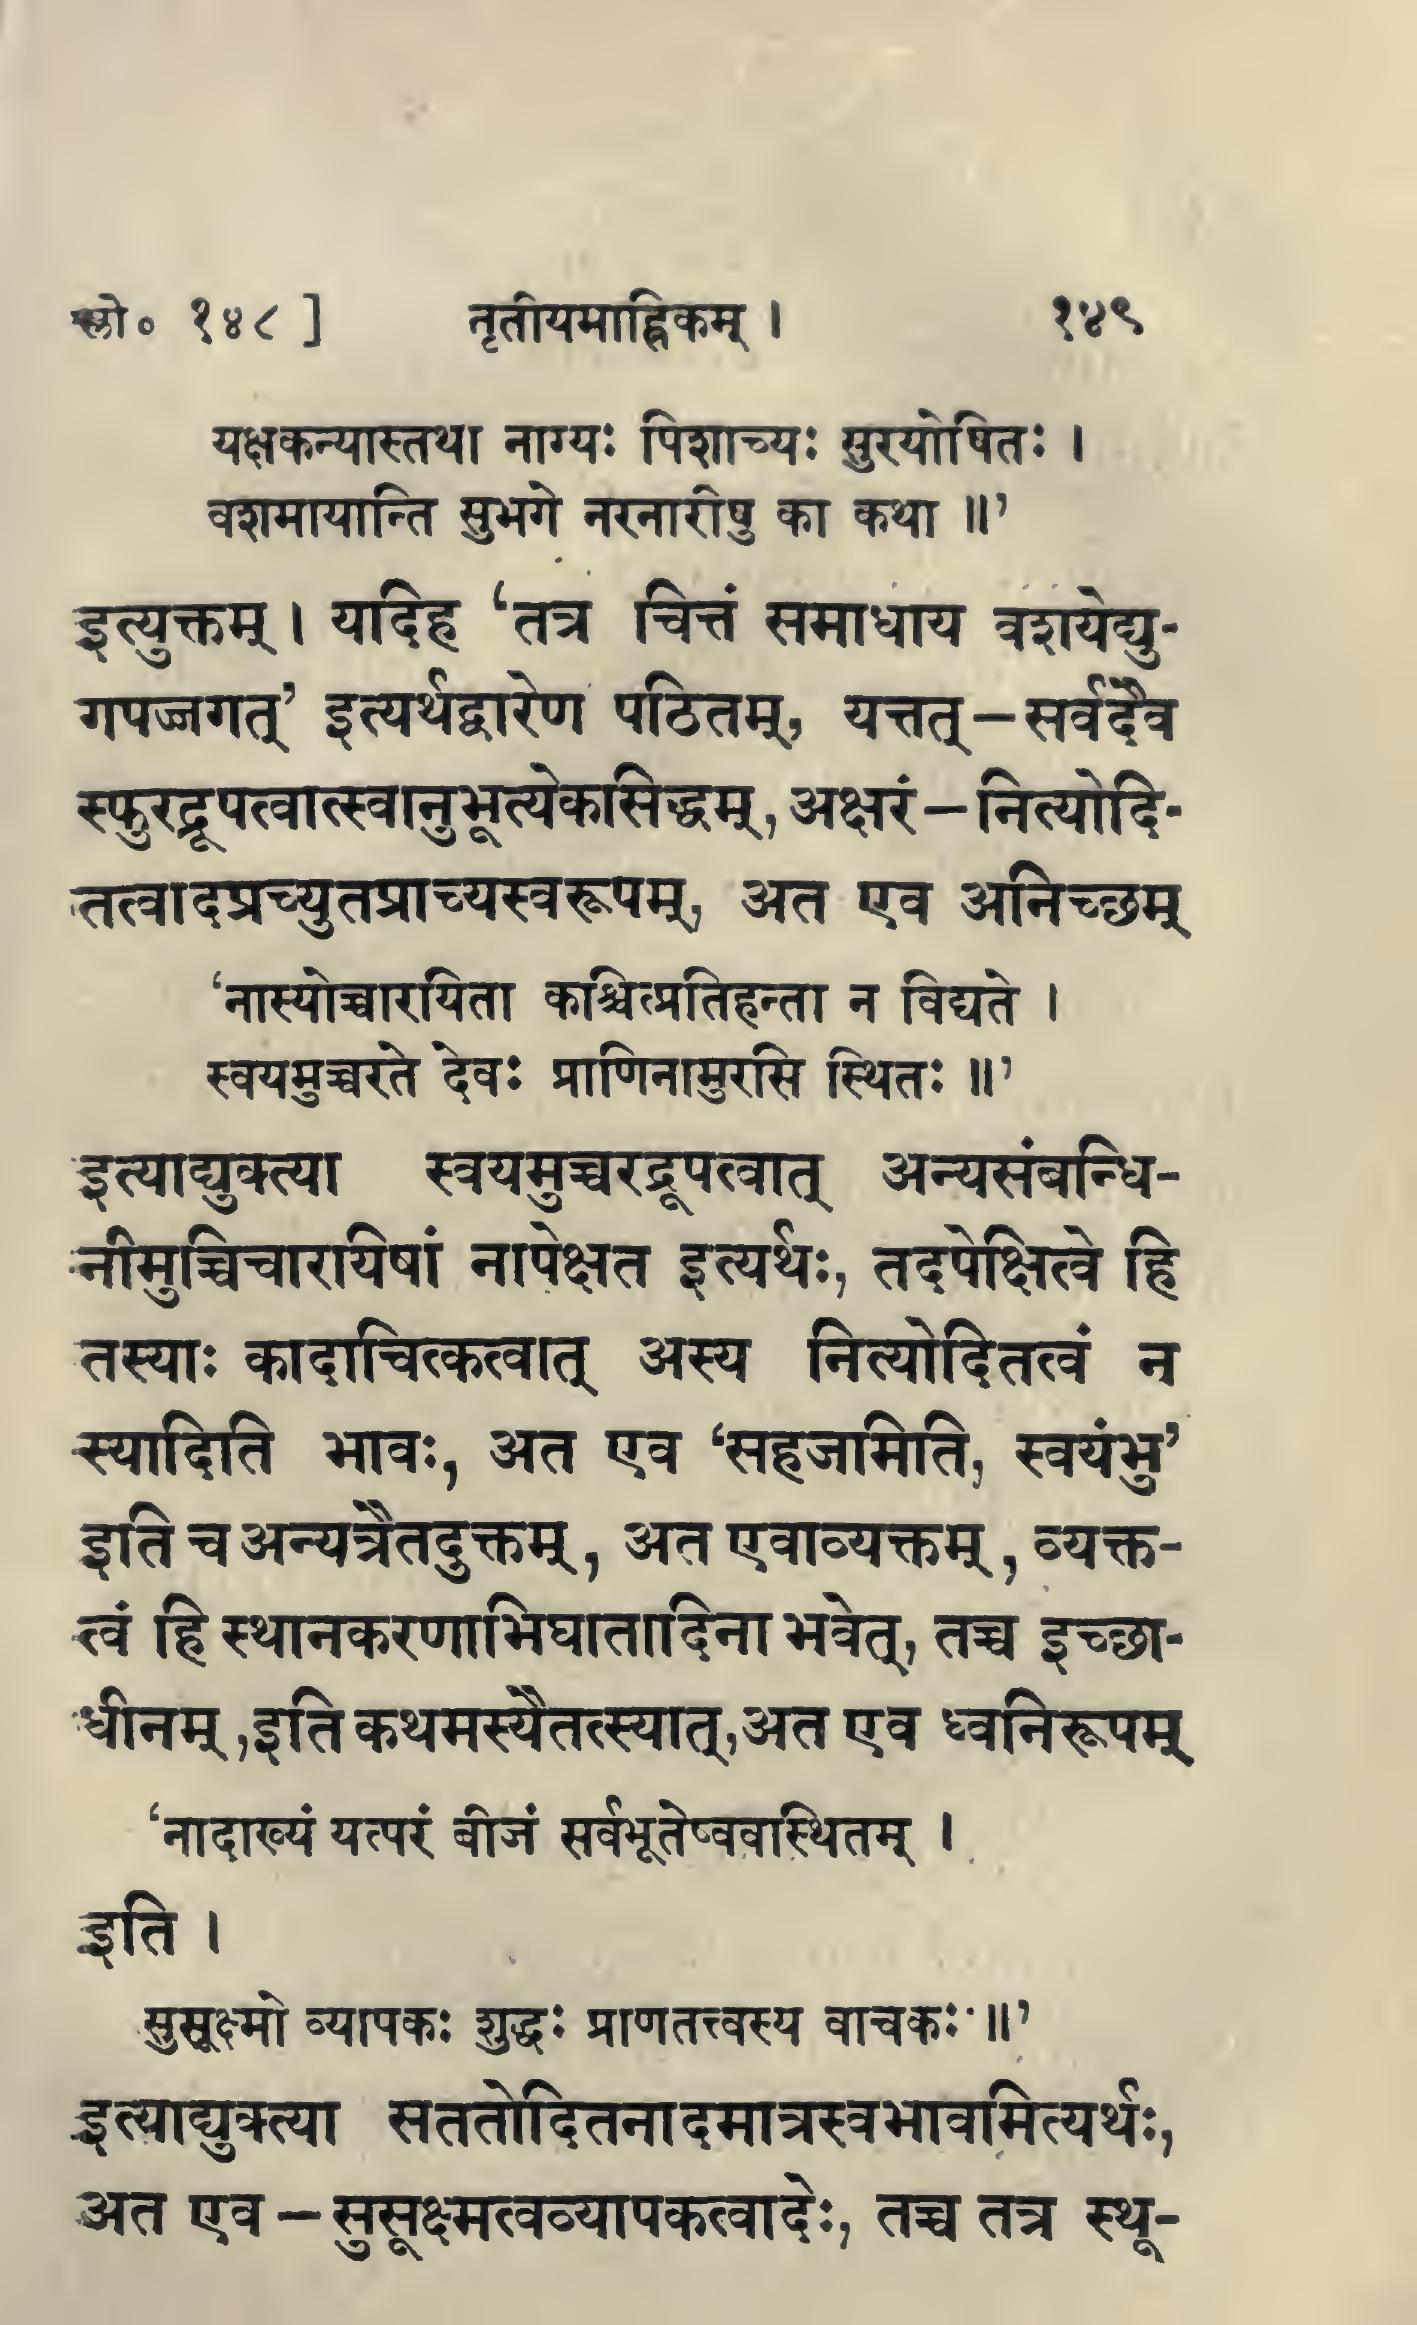 श्लो० १४८ ] तृतीयमाह्निकम् । १४९
यक्षकन्यास्तथा नाग्यः पिशाच्यः सुरयोषितः ।
वशमायान्ति सुभगे नरनारीषु का कथा ॥’
इत्युक्तम् । यदिह ‘तत्र चित्तं समाधाय वशयेद्यु-
गपज्जगत्’ इत्यर्थद्वारेण पठितम्, यत्तत् – सर्वदैव
स्फुरद्रूपत्वात्स्वानुभूत्येकसिद्धम्, अक्षरं – नित्योदि-
तत्वादप्रच्युतप्राच्यस्वरूपम्, अत एव अनिच्छम्
‘नास्योच्चारयिता कश्चित्प्रतिहन्ता न विद्यते ।
स्वयमुच्चरते देवः प्राणिनामुरसि स्थितः ॥’
इत्याद्युक्त्या स्वयमुच्चरद्रूपत्वात् अन्यसंबन्धि-
नीमुच्चिचारयिषां नापेक्षत इत्यर्थः, तदपेक्षित्वे हि
तस्याः कादाचित्कत्वात् अस्य नित्योदितत्वं न
स्यादिति भावः, अत एव ‘सहजमिति, स्वयंभु’
इति च अन्यत्रैतदुक्तम्, अत एवाव्यक्तम्, व्यक्त-
त्वं हि स्थानकरणाभिघातादिना भवेत्, तच्च इच्छा-
धीनम्, इति कथमस्यैतत्स्यात्, अत एव ध्वनिरूपम्
‘नादाख्यं यत्परं बीजं सर्वभूतेष्ववस्थितम् ।
इति ।
सुसूक्ष्मो व्यापकः शुद्धः प्राणतत्त्वस्य वाचकः ॥’
इत्याद्युक्त्या सततोदितनादमात्रस्वभावमित्यर्थः,
अत एव – सुसूक्ष्मत्वव्यापकत्वादेः, तच्च तत्र स्थू-